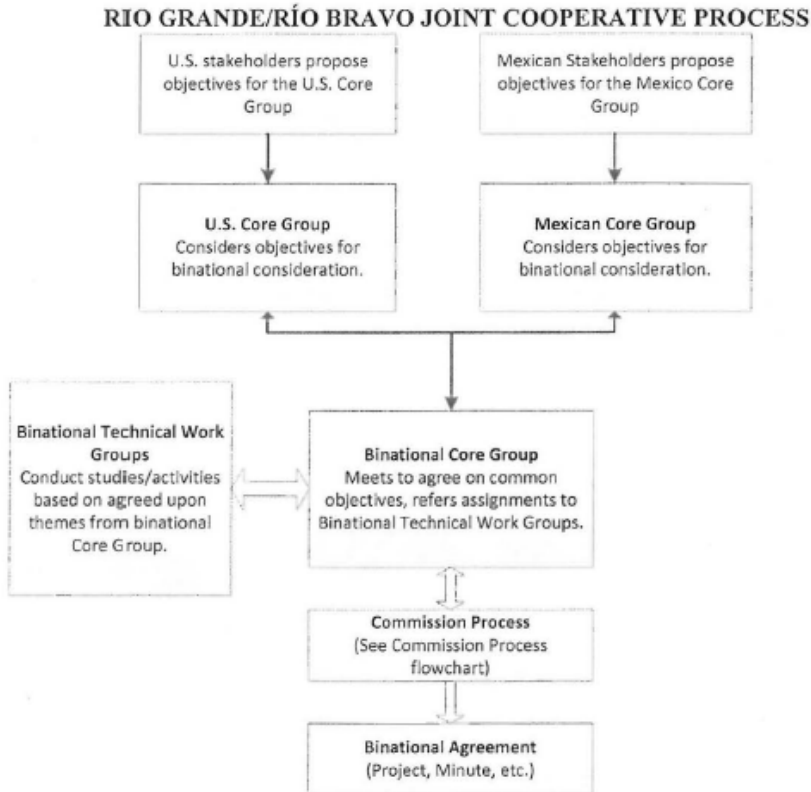 RIO GRANDE/RÍO BRAVO JOINT COOPERATIVE PROCESS
U.S. stakeholders propose
objectives for the U.S. Core
Group
Mexican Stakeholders propose
objectives for the Mexico Core
Group
U.S. Core Group
Considers objectives for
binational consideration.
Mexican Core Group
Considers objectives for
binational consideration.
Binational Technical Work
Groups
Conduct studies/activities
based on agreed upon
themes from binational
Core Group.
Binational Core Group
Meets to agree on common
objectives, refers assignments to
Binational Technical Work Groups.
Commission Process
(See Commission Process
flowchart)
Binational Agreement
(Project, Minute, etc.)